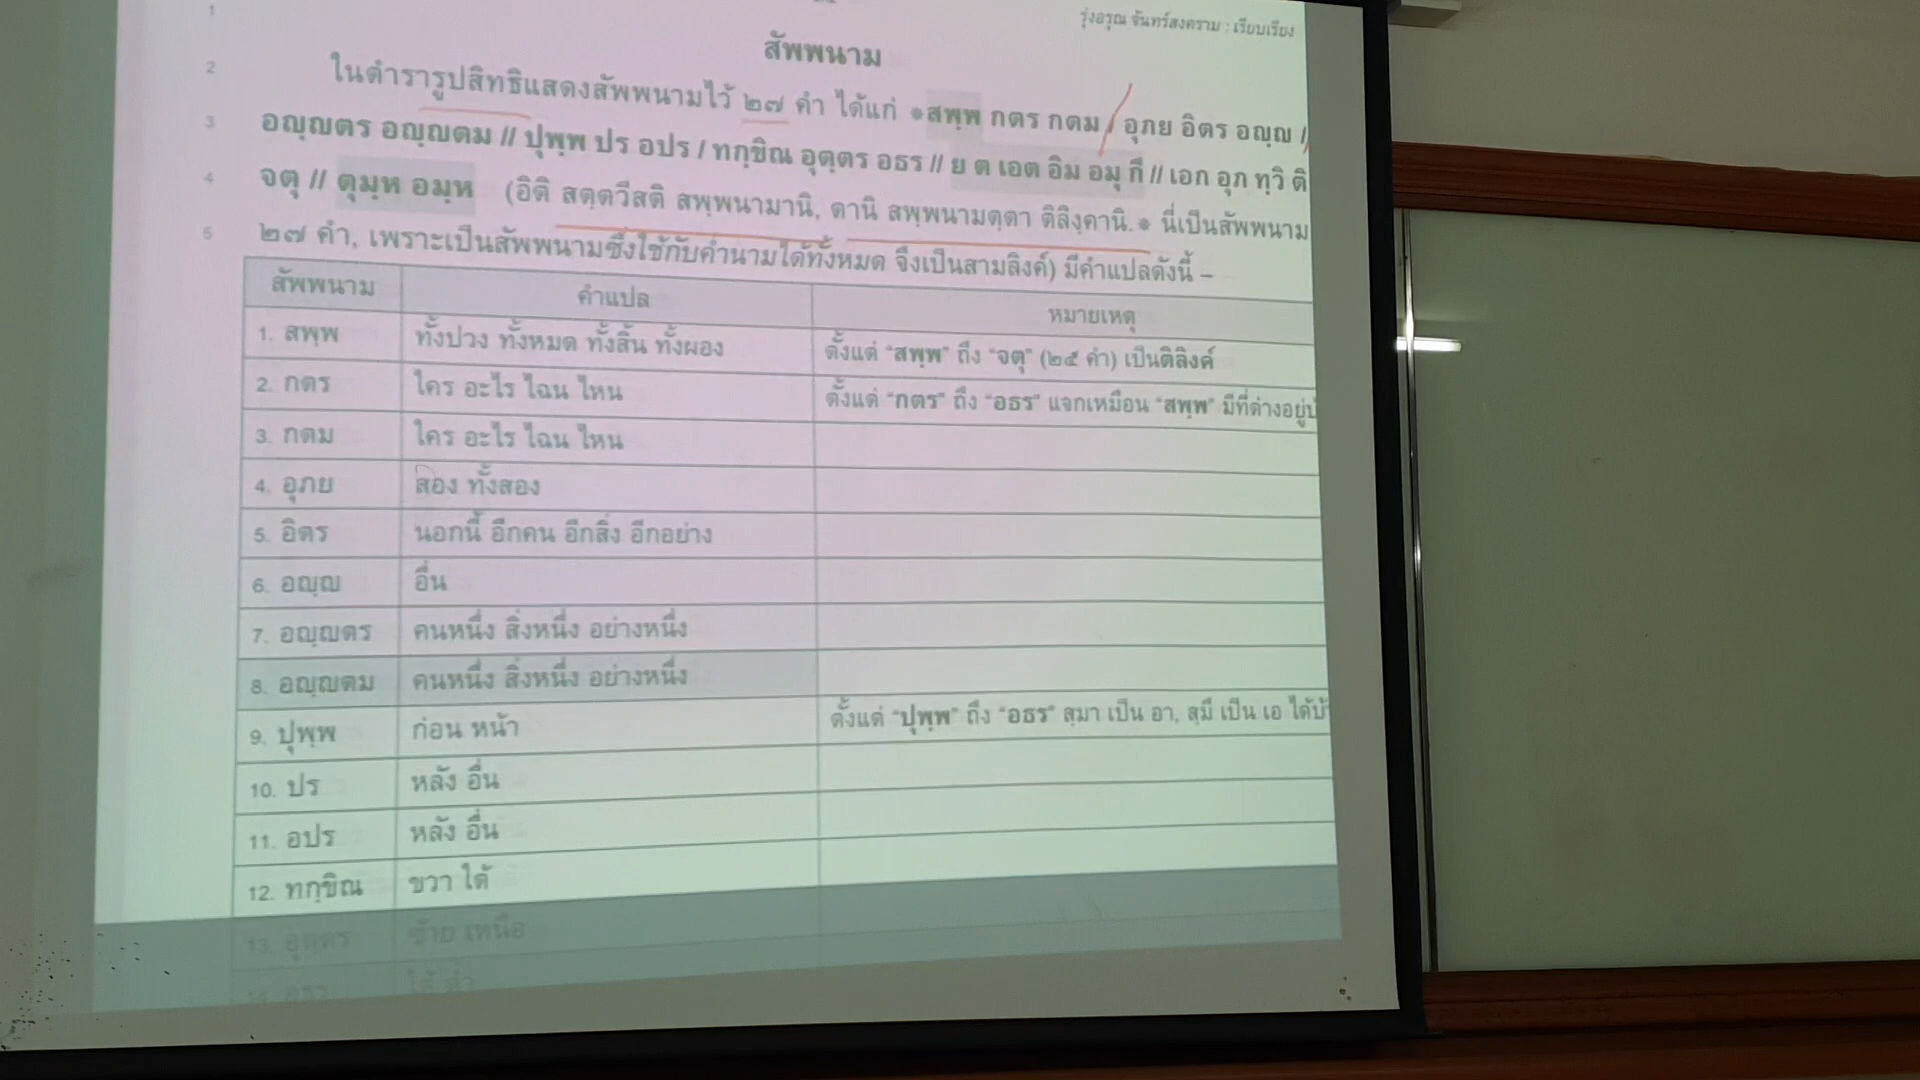 รุ่งอรุณ จันทร์สงคราม : เรียบเรียง
1
สัพพนาม
2 ในตำรารูปสิทธิแสดงสัพพนามไว้ ๒๗ คำ ได้แก่ ๏สพฺพ กตร กตม / อุภย อิตร อญฺญ /
3 อญฺญตร อญฺญตม // ปุพฺพ ปร อปร / ทกฺขิณ อุตฺตร อธร // ย ต เอต อิม อมุ กึ // เอก อุภ ทฺวิ ติ
4 จตุ // ตุมฺห อมฺห (อิติ สตฺตวีสติ สพฺพนามานิ, ตานิ สพฺพนามตฺตา ติลิงฺคานิ.๏ นี่เป็นสัพพนาม
5 ๒๗ คำ, เพราะเป็นสัพพนามซึ่งใช้กับคำนามได้ทั้งหมด จึงเป็นสามลิงค์) มีคำแปลดังนี้ –
สัพพนาม คำแปล หมายเหตุ
1. สพฺพ ทั้งปวง ทั้งหมด ทั้งสิ้น ทั้งผอง ตั้งแต่ “สพฺพ” ถึง “จตุ” (๒๕ คำ) เป็นติลิงค์
2. กตร ใคร อะไร ไฉน ไหน ตั้งแต่ “กตร” ถึง “อธร” แจกเหมือน “สพฺพ” มีที่ต่างอยู่
3. กตม ใคร อะไร ไฉน ไหน
4. อุภย สอง ทั้งสอง
5. อิตร นอกนี้ อีกคน อีกสิ่ง อีกอย่าง
6. อญฺญ อื่น
7. อญฺญตร คนหนึ่ง สิ่งหนึ่ง อย่างหนึ่ง
8. อญฺญตม คนหนึ่ง สิ่งหนึ่ง อย่างหนึ่ง
9. ปุพฺพ ก่อน หน้า ตั้งแต่ “ปุพฺพ” ถึง “อธร” สฺมา เป็น อา, สฺมึ เป็น เอ ได้
10. ปร หลัง อื่น
11. อปร หลัง อื่น
12. ทกฺขิณ ขวา ใต้
13. อุตฺตร ซ้าย เหนือ
14. อธร ใต้ ต่ำ